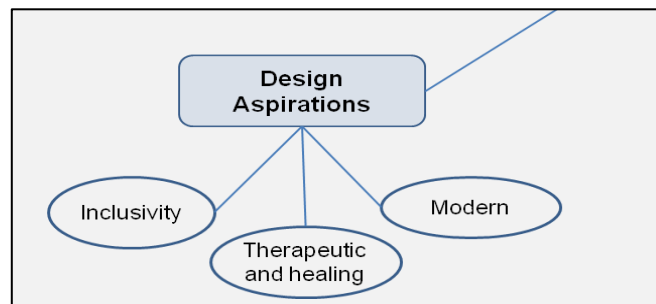 Design
Aspirations
Inclusivity
Modern
Therapeutic
and healing